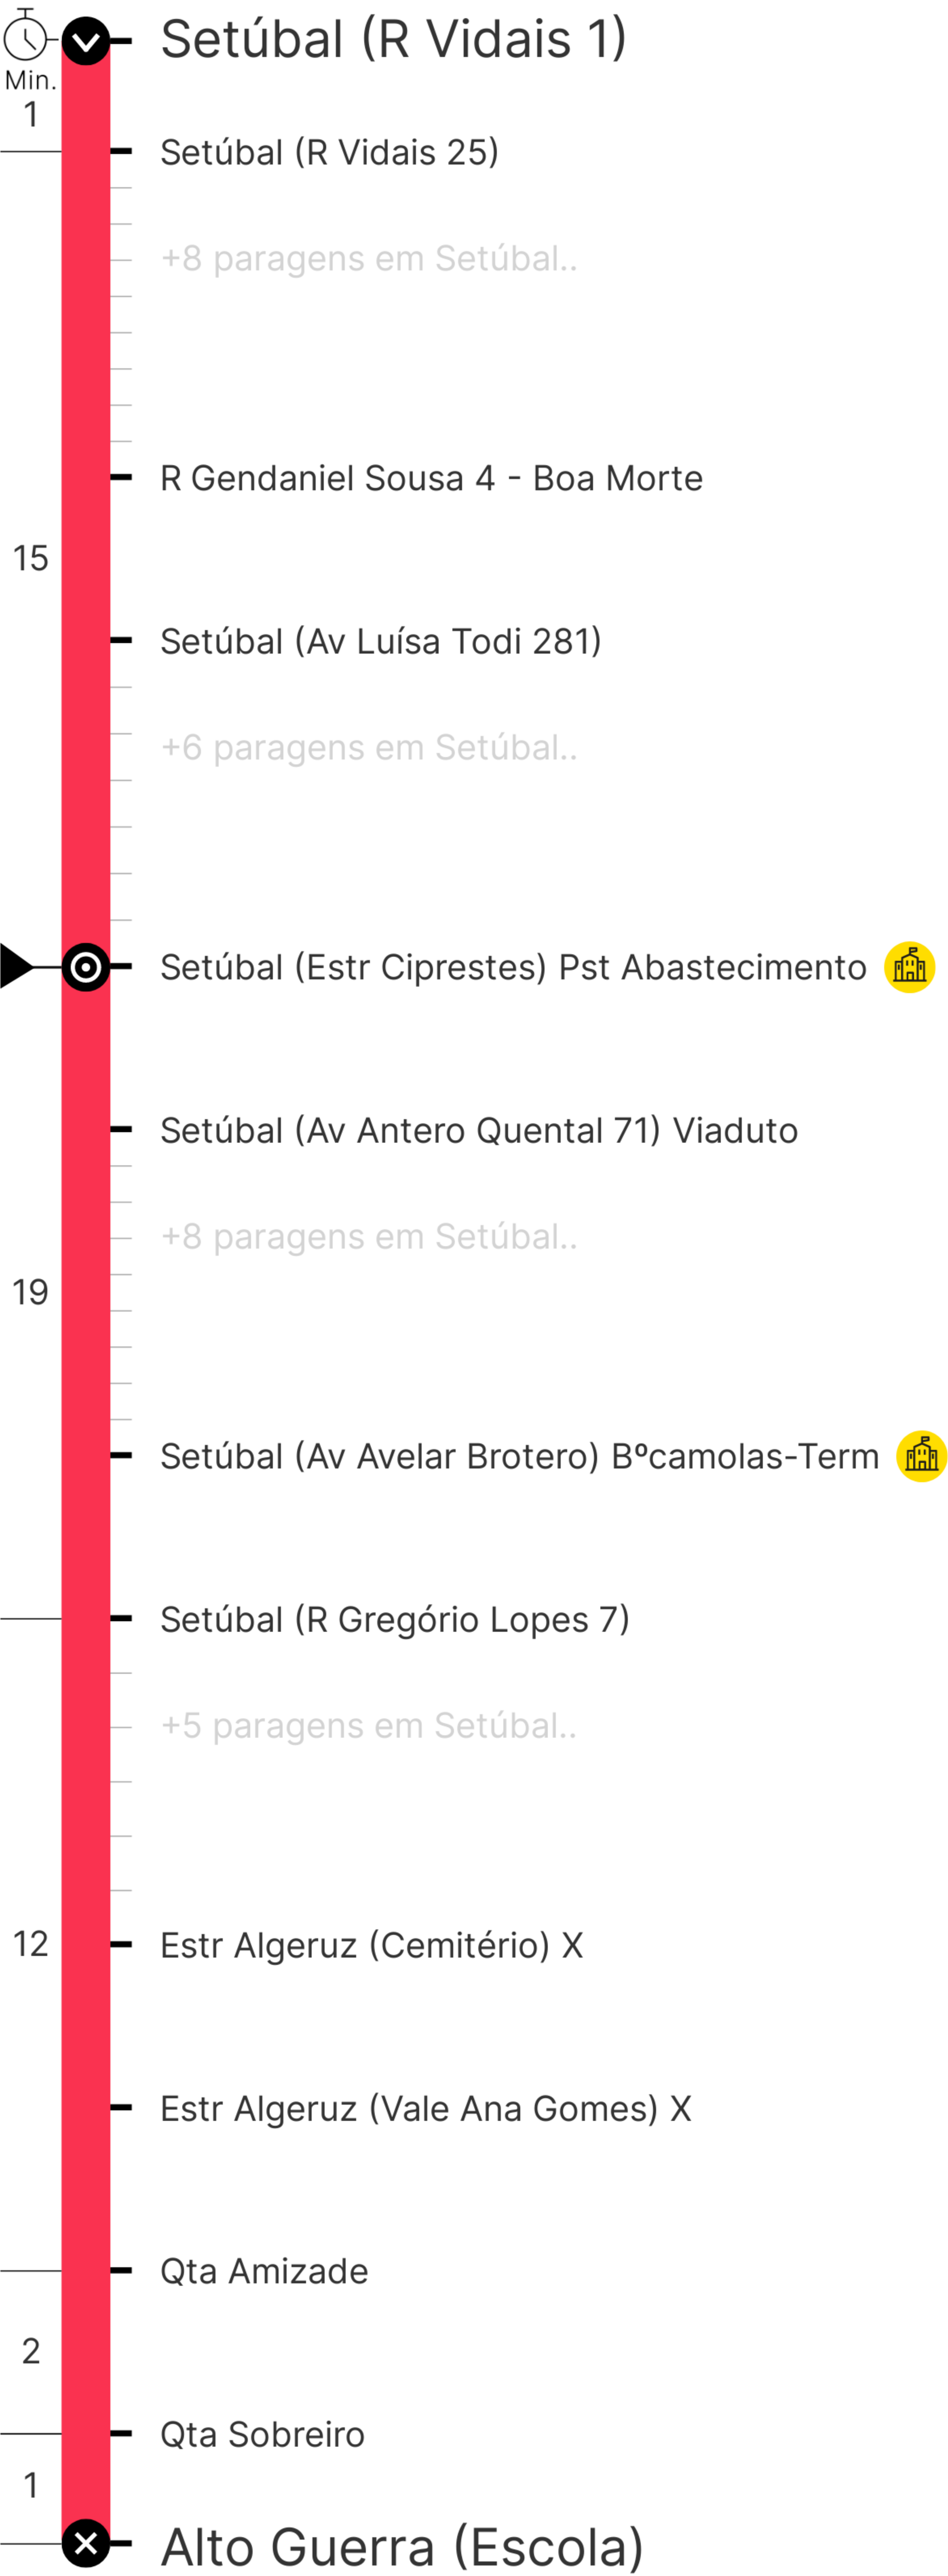 Setúbal (R Vidais 1)
Min.
1
Setúbal (R Vidais 25)
+8 paragens em Setúbal..
R Gendaniel Sousa 4 - Boa Morte
15
Setúbal (Av Luísa Todi 281)
+6 paragens em Setúbal..
Setúbal (Estr Ciprestes) Pst Abastecimento
Setúbal (Av Antero Quental 71) Viaduto
+8 paragens em Setúbal..
19
Setúbal (Av Avelar Brotero) Bºcamolas-Term
Setúbal (R Gregório Lopes 7)
+5 paragens em Setúbal..
12
Estr Algeruz (Cemitério) X
Estr Algeruz (Vale Ana Gomes) X
Qta Amizade
2
Qta Sobreiro
1
Alto Guerra (Escola)